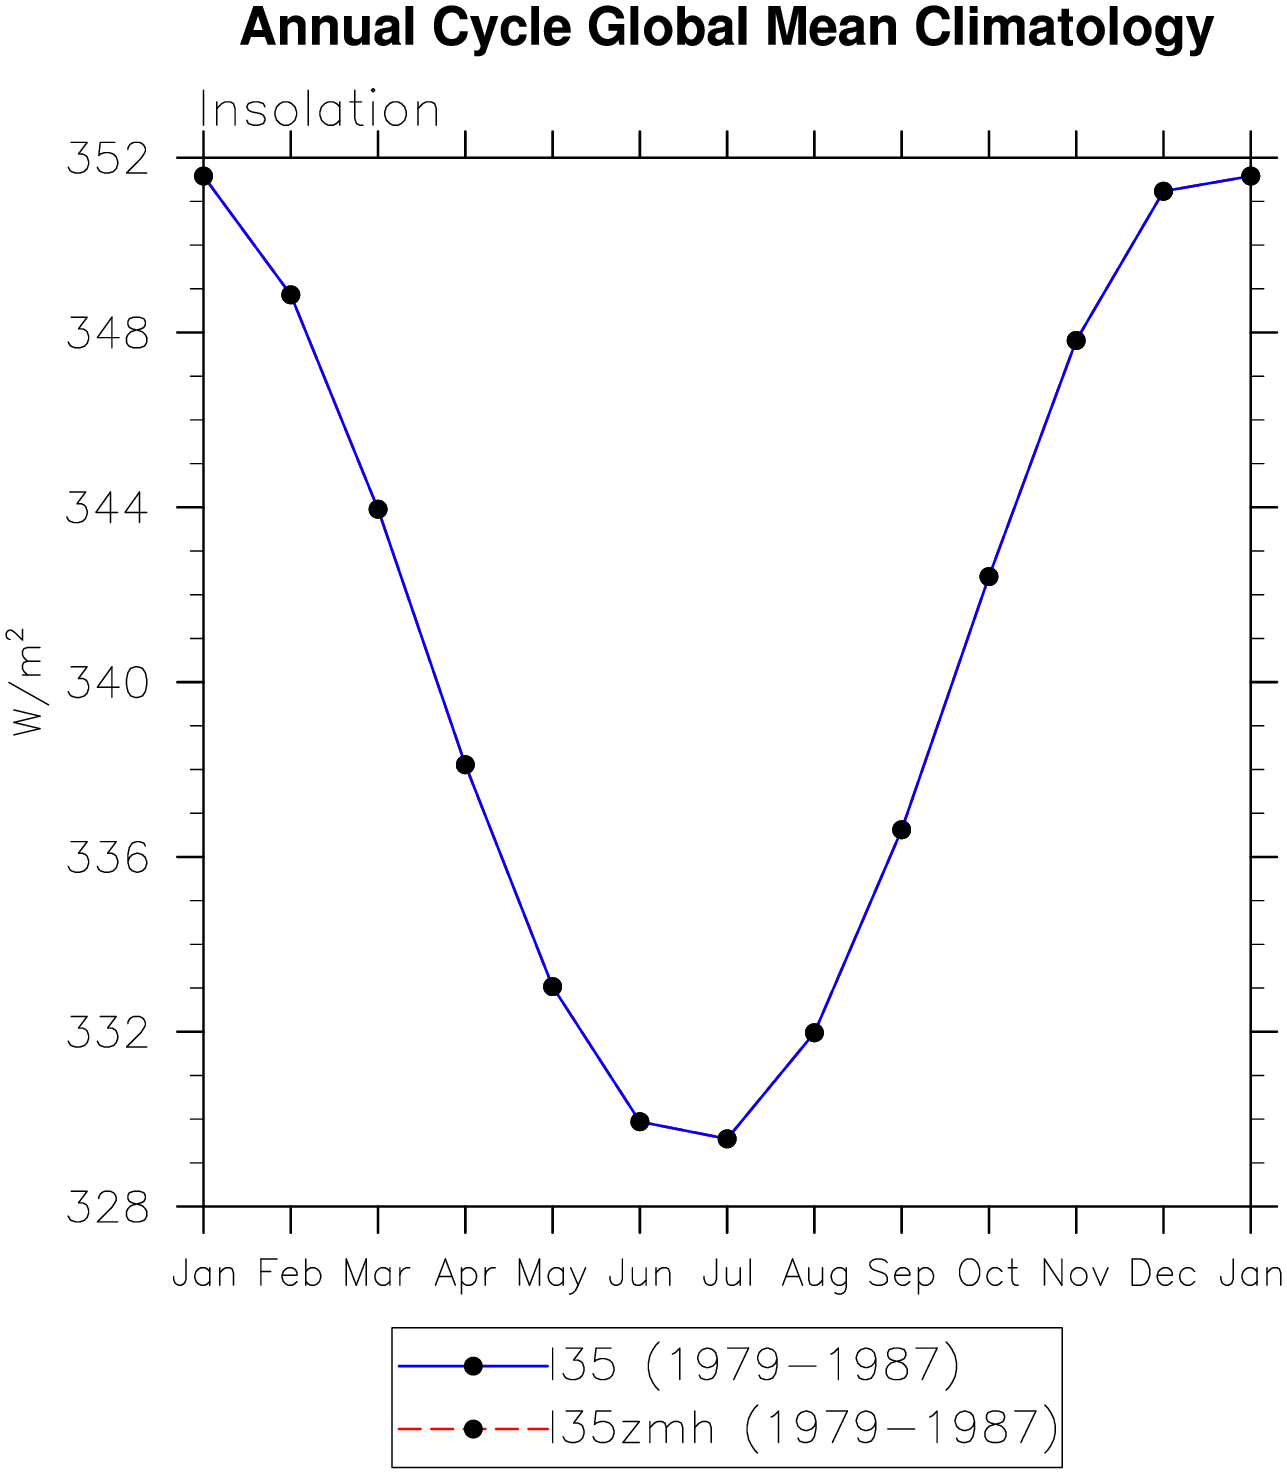 Annual Cycle Global Mean Climatology
Insolation
352
348
344
340
336
332
328
W/m²
Jan Feb Mar Apr May Jun Jul Aug Sep Oct Nov Dec Jan
I35 (1979-1987)
I35zmh (1979-1987)